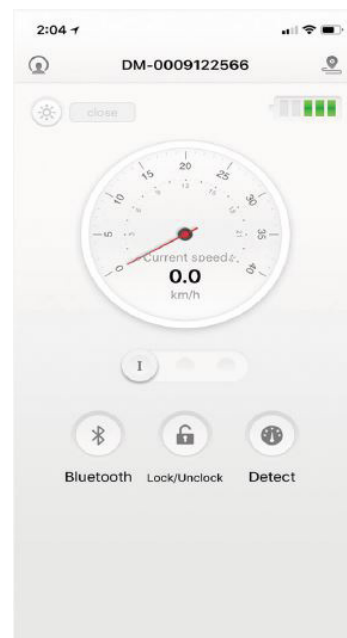 2:04
DM-0009122566
close
0 5 10 15 20 25 30 35 40
Current speed:
0.0
km/h
I
Bluetooth Lock/Unclock Detect